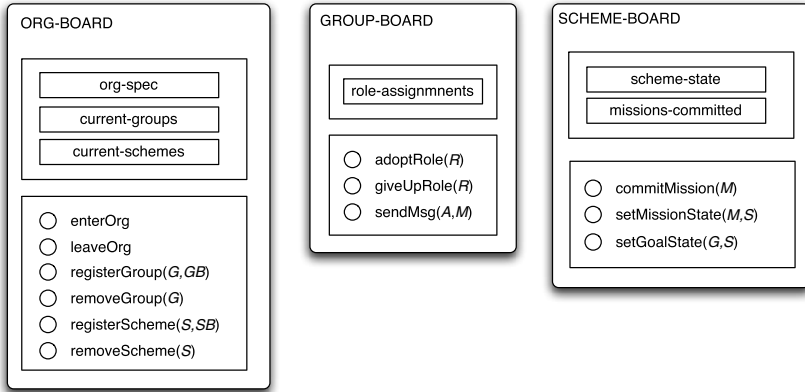 ORG-BOARD
org-spec
current-groups
current-schemes
enterOrg
leaveOrg
registerGroup(G,GB)
removeGroup(G)
registerScheme(S,SB)
removeScheme(S)
GROUP-BOARD
role-assignmnents
adoptRole(R)
giveUpRole(R)
sendMsg(A,M)
SCHEME-BOARD
scheme-state
missions-committed
commitMission(M)
setMissionState(M,S)
setGoalState(G,S)